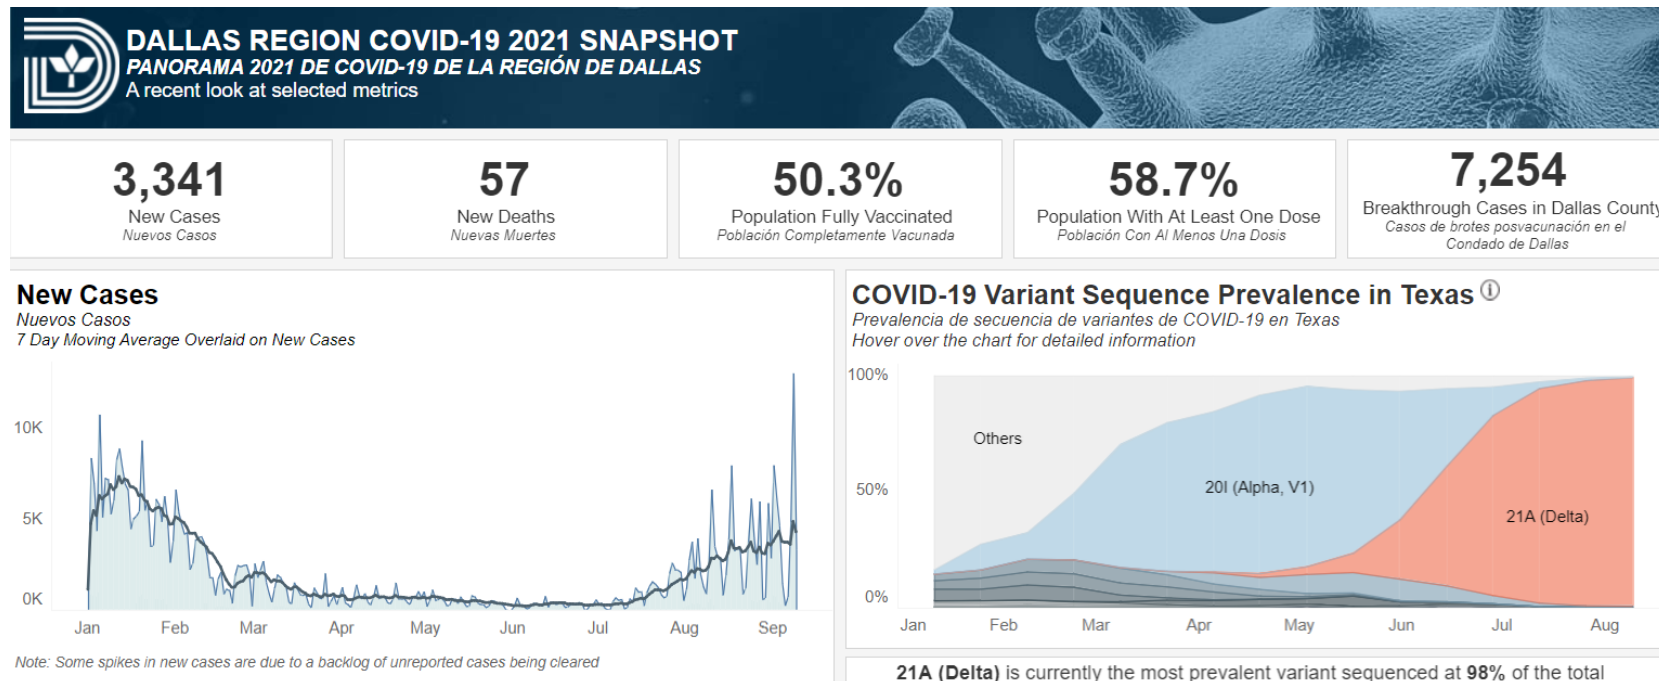 DALLAS REGION COVID-19 2021 SNAPSHOT
PANORAMA 2021 DE COVID-19 DE LA REGIÓN DE DALLAS
A recent look at selected metrics
3,341
New Cases
Nuevos Casos
57
New Deaths
Nuevas Muertes
50.3%
Population Fully Vaccinated
Población Completamente Vacunada
58.7%
Population With At Least One Dose
Población Con Al Menos Una Dosis
7,254
Breakthrough Cases in Dallas County
Casos de brotes posvacunación en el
Condado de Dallas
New Cases
Nuevos Casos
7 Day Moving Average Overlaid on New Cases
10K
5K
0K
Jan Feb Mar Apr May Jun Jul Aug Sep
Note: Some spikes in new cases are due to a backlog of unreported cases being cleared
COVID-19 Variant Sequence Prevalence in Texas
Prevalencia de secuencia de variantes de COVID-19 en Texas
Hover over the chart for detailed information
100%
50%
0%
Others
20I (Alpha, V1)
21A (Delta)
Jan Feb Mar Apr May Jun Jul Aug
21A (Delta) is currently the most prevalent variant sequenced at 98% of the total